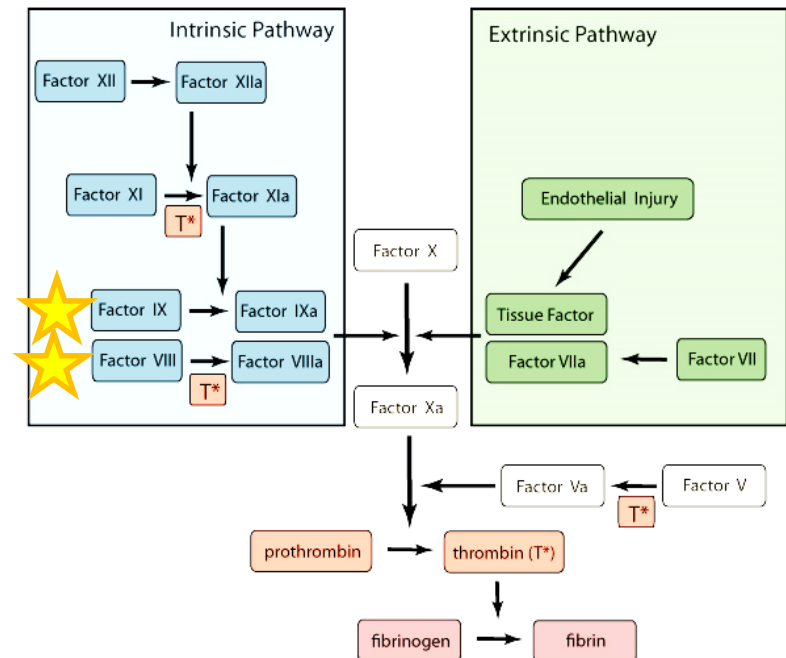 Intrinsic Pathway
Extrinsic Pathway
Factor XII
Factor XIIa
Factor XI
Factor XIa
T*
Endothelial Injury
Factor X
Factor IX
Factor IXa
Tissue Factor
Factor VIII
Factor VIIIa
Factor VIIa
Factor VII
T*
Factor Xa
Factor Va
Factor V
T*
prothrombin
thrombin (T*)
fibrinogen
fibrin